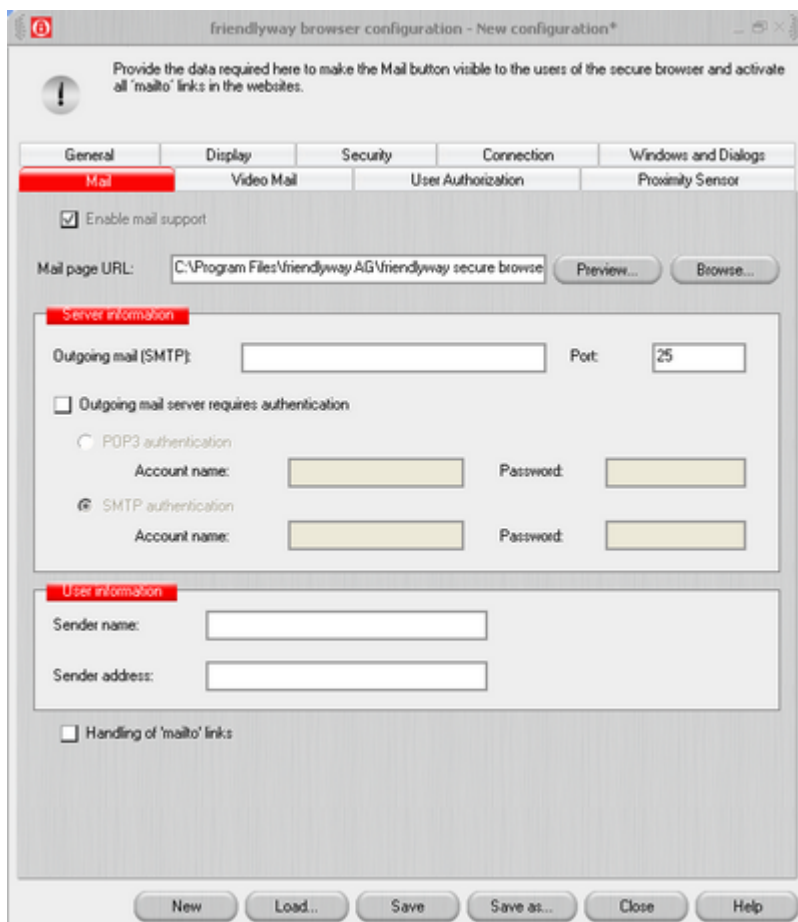 friendlyway browser configuration - New configuration*
Provide the data required here to make the Mail button visible to the users of the secure browser and activate
all 'mailto' links in the websites.
General Display Security Connection Windows and Dialogs
Mail Video Mail User Authorization Proximity Sensor
Enable mail support
Mail page URL: C:\Program Files\friendlyway AG\friendlyway secure browse Preview... Browse...
Server information
Outgoing mail (SMTP): Port: 25
Outgoing mail server requires authentication
POP3 authentication
Account name: Password:
SMTP authentication
Account name: Password:
User information
Sender name:
Sender address:
Handling of 'mailto' links
New Load... Save Save as... Close Help